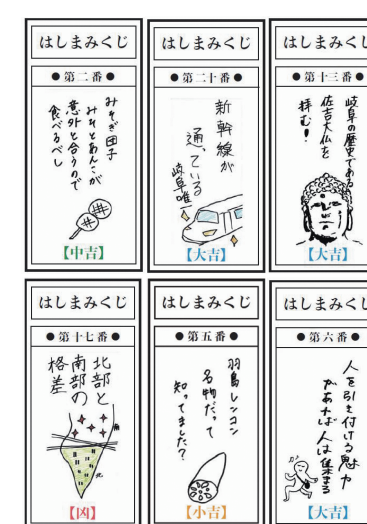 はしまみくじ
●第二番●
みそぎ団子
みそとあんこが
意外と合うので
食べるべし
【中吉】
はしまみくじ
●第二十番●
新幹線が
通っている
岐阜唯一
【大吉】
はしまみく
●第十三番●
岐阜の歴史である
佐吉大仏を
拝む!
【大吉】
はしまみくじ
●第十七番●
北部と
南部の
格差
【凶】
はしまみくじ
●第五番●
羽島レンコン
名物だって
知ってました?
【小吉】
はしまみく
●第六番●
人を引き付ける魅力
があれば人は集まる
【大吉】